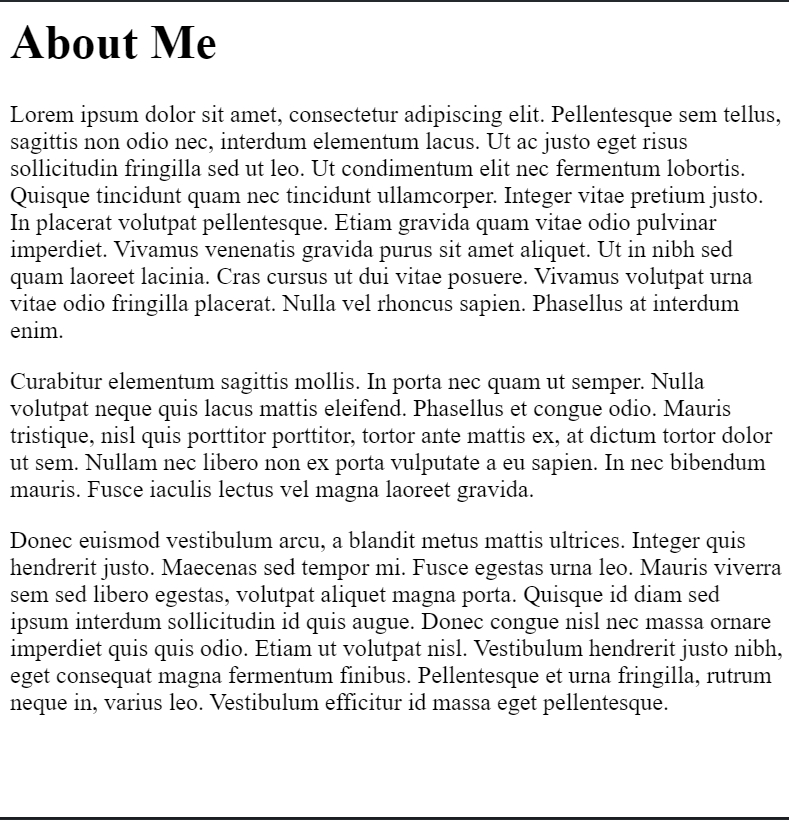 About Me
Lorem ipsum dolor sit amet, consectetur adipiscing elit. Pellentesque sem tellus,
sagittis non odio nec, interdum elementum lacus. Ut ac justo eget risus
sollicitudin fringilla sed ut leo. Ut condimentum elit nec fermentum lobortis.
Quisque tincidunt quam nec tincidunt ullamcorper. Integer vitae pretium justo.
In placerat volutpat pellentesque. Etiam gravida quam vitae odio pulvinar
imperdiet. Vivamus venenatis gravida purus sit amet aliquet. Ut in nibh sed
quam laoreet lacinia. Cras cursus ut dui vitae posuere. Vivamus volutpat urna
vitae odio fringilla placerat. Nulla vel rhoncus sapien. Phasellus at interdum
enim.
Curabitur elementum sagittis mollis. In porta nec quam ut semper. Nulla
volutpat neque quis lacus mattis eleifend. Phasellus et congue odio. Mauris
tristique, nisl quis porttitor porttitor, tortor ante mattis ex, at dictum tortor dolor
ut sem. Nullam nec libero non ex porta vulputate a eu sapien. In nec bibendum
mauris. Fusce iaculis lectus vel magna laoreet gravida.
Donec euismod vestibulum arcu, a blandit metus mattis ultrices. Integer quis
hendrerit justo. Maecenas sed tempor mi. Fusce egestas urna leo. Mauris viverra
sem sed libero egestas, volutpat aliquet magna porta. Quisque id diam sed
ipsum interdum sollicitudin id quis augue. Donec congue nisl nec massa ornare
imperdiet quis quis odio. Etiam ut volutpat nisl. Vestibulum hendrerit justo nibh,
eget consequat magna fermentum finibus. Pellentesque et urna fringilla, rutrum
neque in, varius leo. Vestibulum efficitur id massa eget pellentesque.